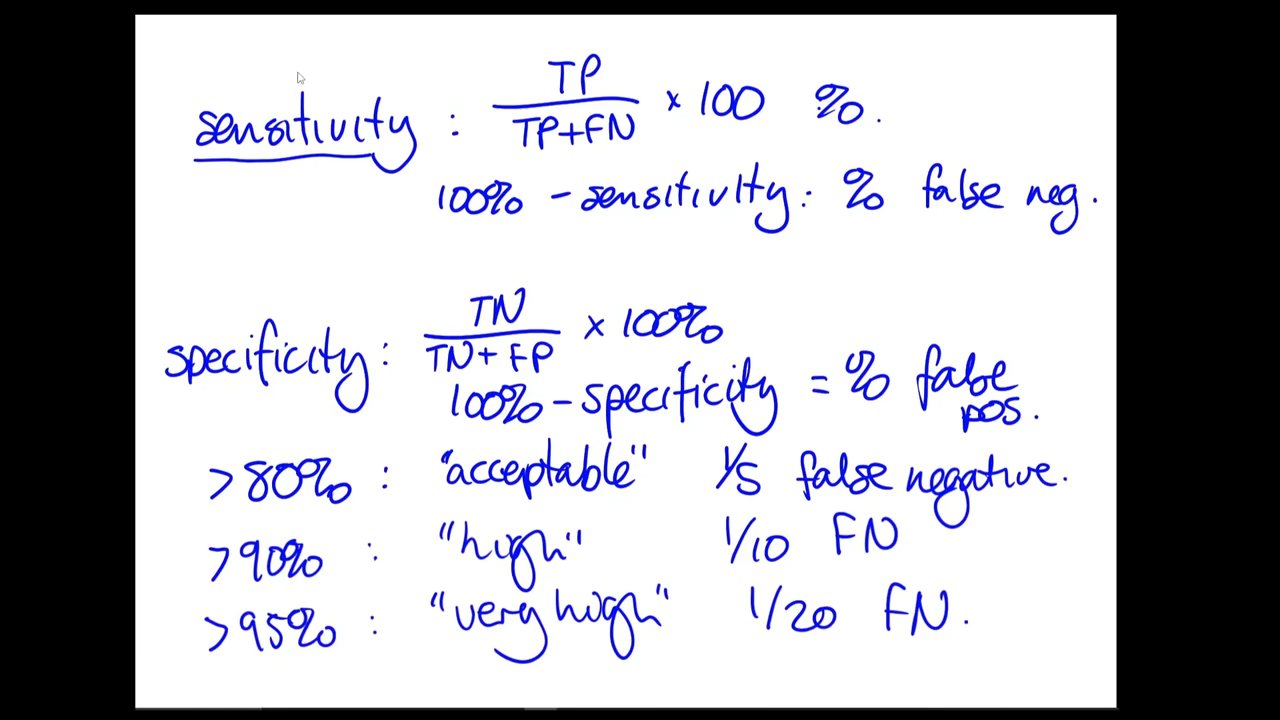 sensitivity : TP / TP+FN × 100 %.
100% - sensitivity : % false neg.
specificity : TN / TN+FP × 100%
100% - specificity = % false pos.
>80% : "acceptable" 1/5 false negative.
>90% : "high" 1/10 FN
>95% : "very high" 1/20 FN.